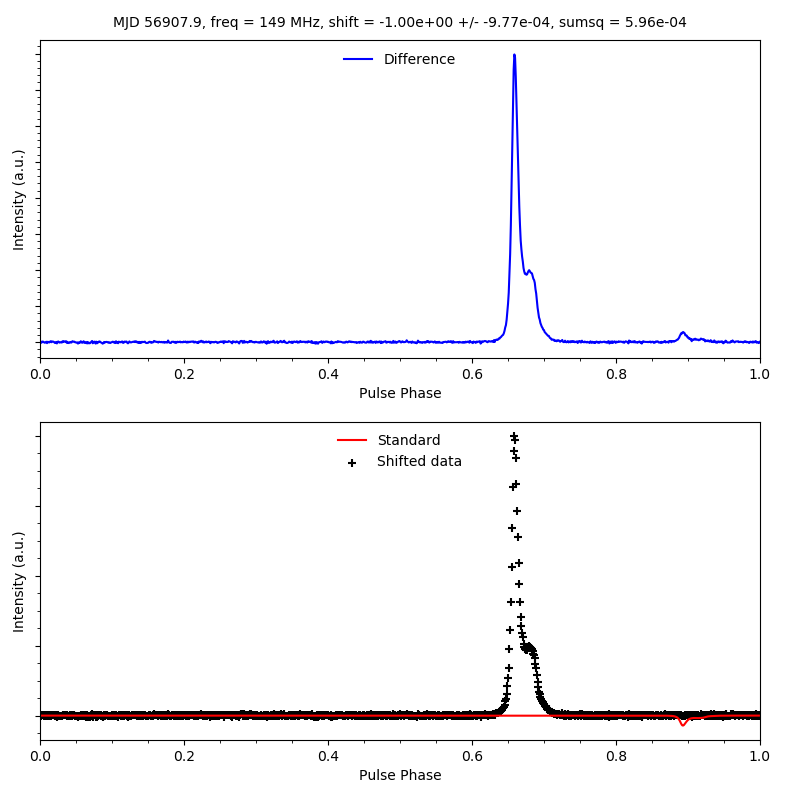 MJD 56907.9, freq = 149 MHz, shift = -1.00e+00 +/- -9.77e-04, sumsq = 5.96e-04
Difference
Intensity (a.u.)
0.0 0.2 0.4 0.6 0.8 1.0
Pulse Phase
Standard
Shifted data
Intensity (a.u.)
0.0 0.2 0.4 0.6 0.8 1.0
Pulse Phase